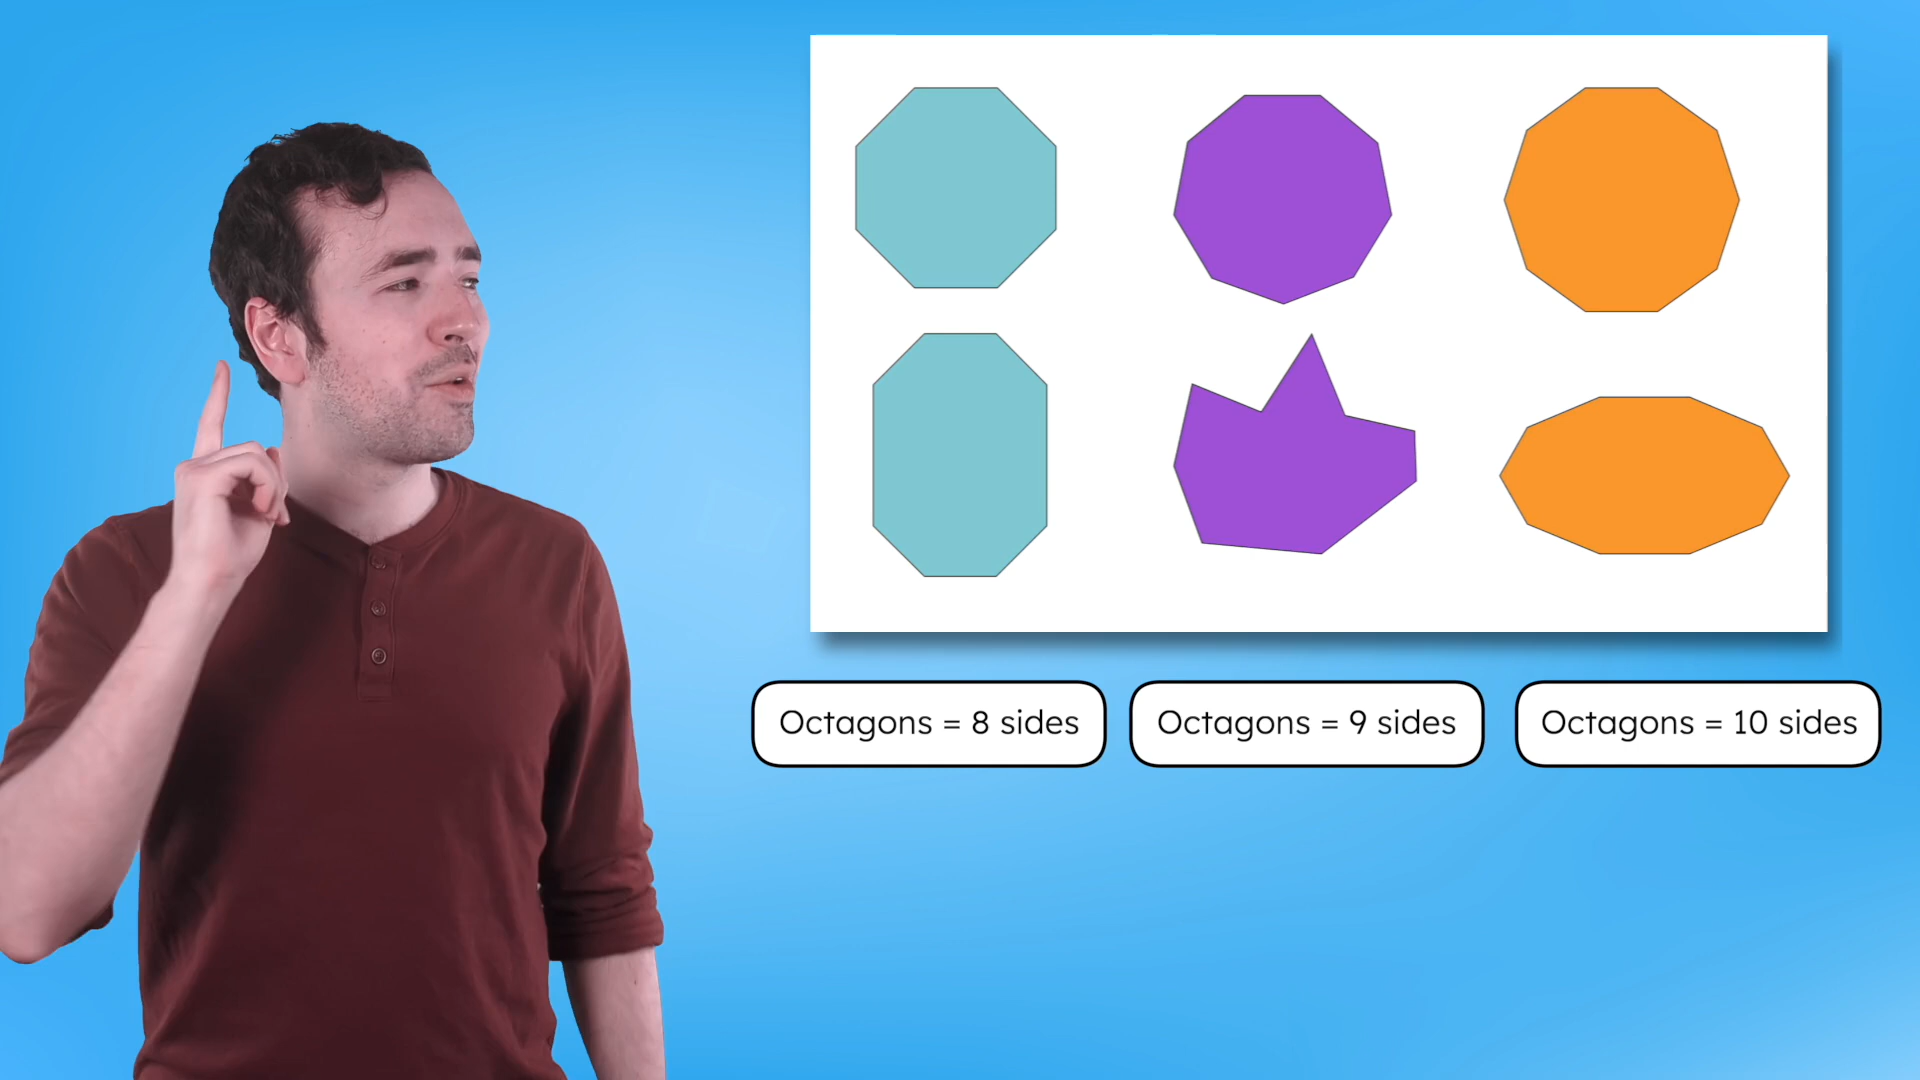 Octagons = 8 sides
Octagons = 9 sides
Octagons = 10 sides